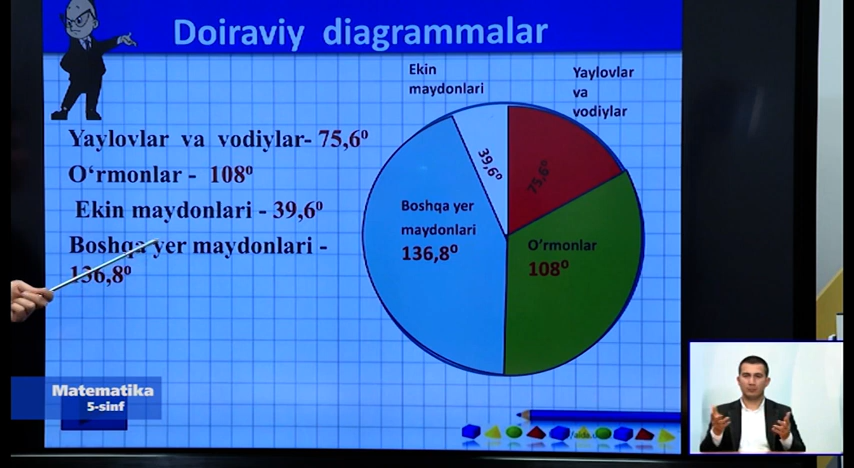 Doiraviy diagrammalar
Ekin
maydonlari
Yaylovlar
va
vodiylar
Yaylovlar va vodiylar- 75,6⁰
O‘rmonlar - 108⁰
Ekin maydonlari - 39,6⁰
Boshqa yer maydonlari -
136,8⁰
39,6⁰
75,6⁰
Boshqa yer
maydonlari
136,8⁰
O’rmonlar
108⁰
Matematika
5-sinf